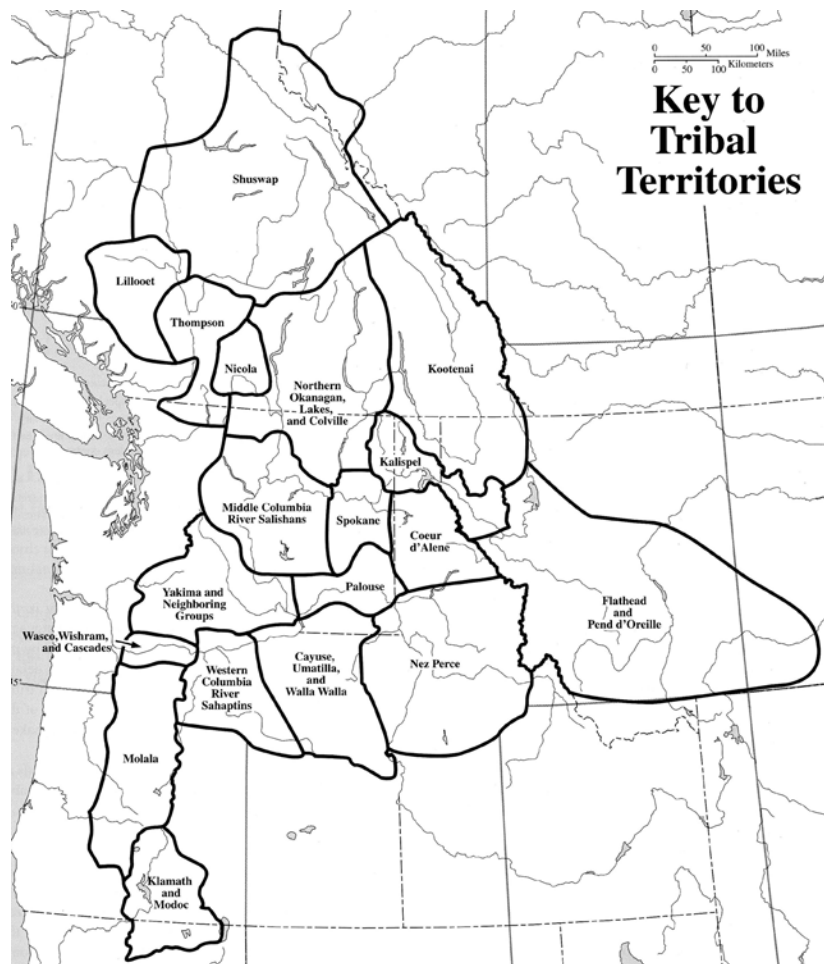 0 50 100 Miles
0 50 100 Kilometers
Key to
Tribal
Territories
Shuswap
Lillooet
Thompson
Nicola
Kootenai
Northern
Okanagan,
Lakes,
and Colville
Kalispel
Middle Columbia
River Salishans
Spokane
Coeur
d'Alene
Palouse
Yakima and
Neighboring
Groups
Flathead
and
Pend d'Oreille
Wasco, Wishram,
and Cascades
Western
Columbia
River
Sahaptins
Cayuse,
Umatilla,
and
Walla Walla
Nez Perce
Molala
Klamath
and
Modoc